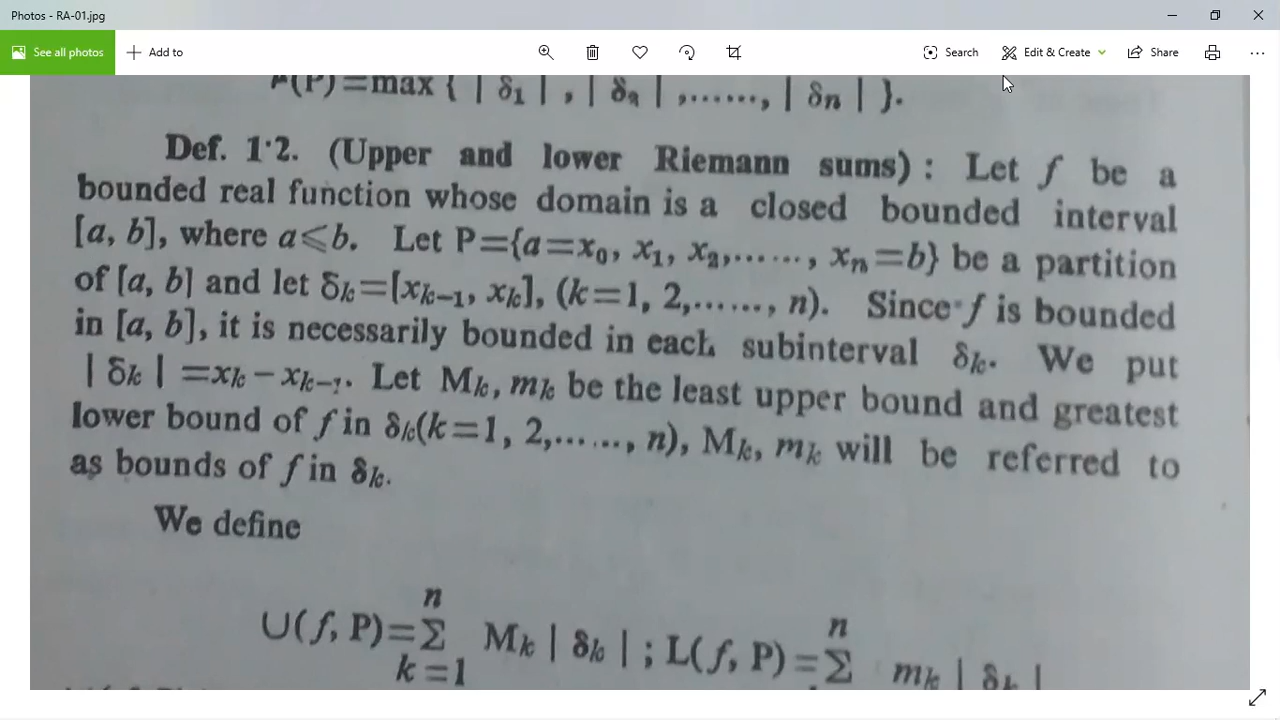 Photos - RA-01.jpg
See all photos
Add to
Search
Edit & Create
Share
(P)=max { | δ₁ | , | δ₂ | ,......., | δn | }.
Def. 1·2. (Upper and lower Riemann sums) : Let f be a
bounded real function whose domain is a closed bounded interval
[a, b], where a⩽b. Let P={a=x₀, x₁, x₂,......, xn=b} be a partition
of [a, b] and let δk=[xk−1, xk], (k=1, 2,......, n). Since f is bounded
in [a, b], it is necessarily bounded in each subinterval δk. We put
| δk | =xk−xk−1. Let Mk, mk be the least upper bound and greatest
lower bound of f in δk(k=1, 2,......, n), Mk, mk will be referred to
as bounds of f in δk.
We define
n
U(f, P)=Σ Mk | δk | ; L(f, P)=Σ mk | δk |
k=1
n